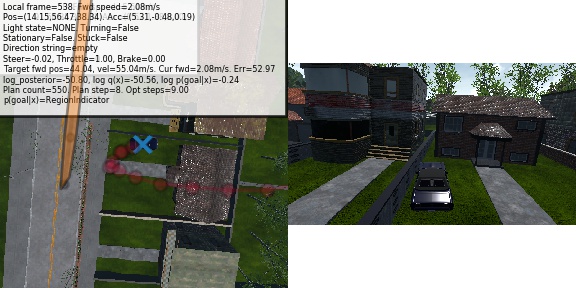 Local frame=538. Fwd speed=2.08m/s
Pos=(14.15,56.47,38.34). Acc=(5.31,-0.48,0.19)
Light state=NONE. Turning=False
Stationary=False. Stuck=False
Direction string=empty
Steer=-0.02, Throttle=1.00, Brake=0.00
Target fwd pos=44.04, vel=55.04m/s. Cur fwd=2.08m/s. Err=52.97
log_posterior=-50.80, log q(x)=-50.56, log p(goal|x)=-0.24
Plan count=550. Plan step=8. Opt steps=9.00
p(goal|x)=RegionIndicator